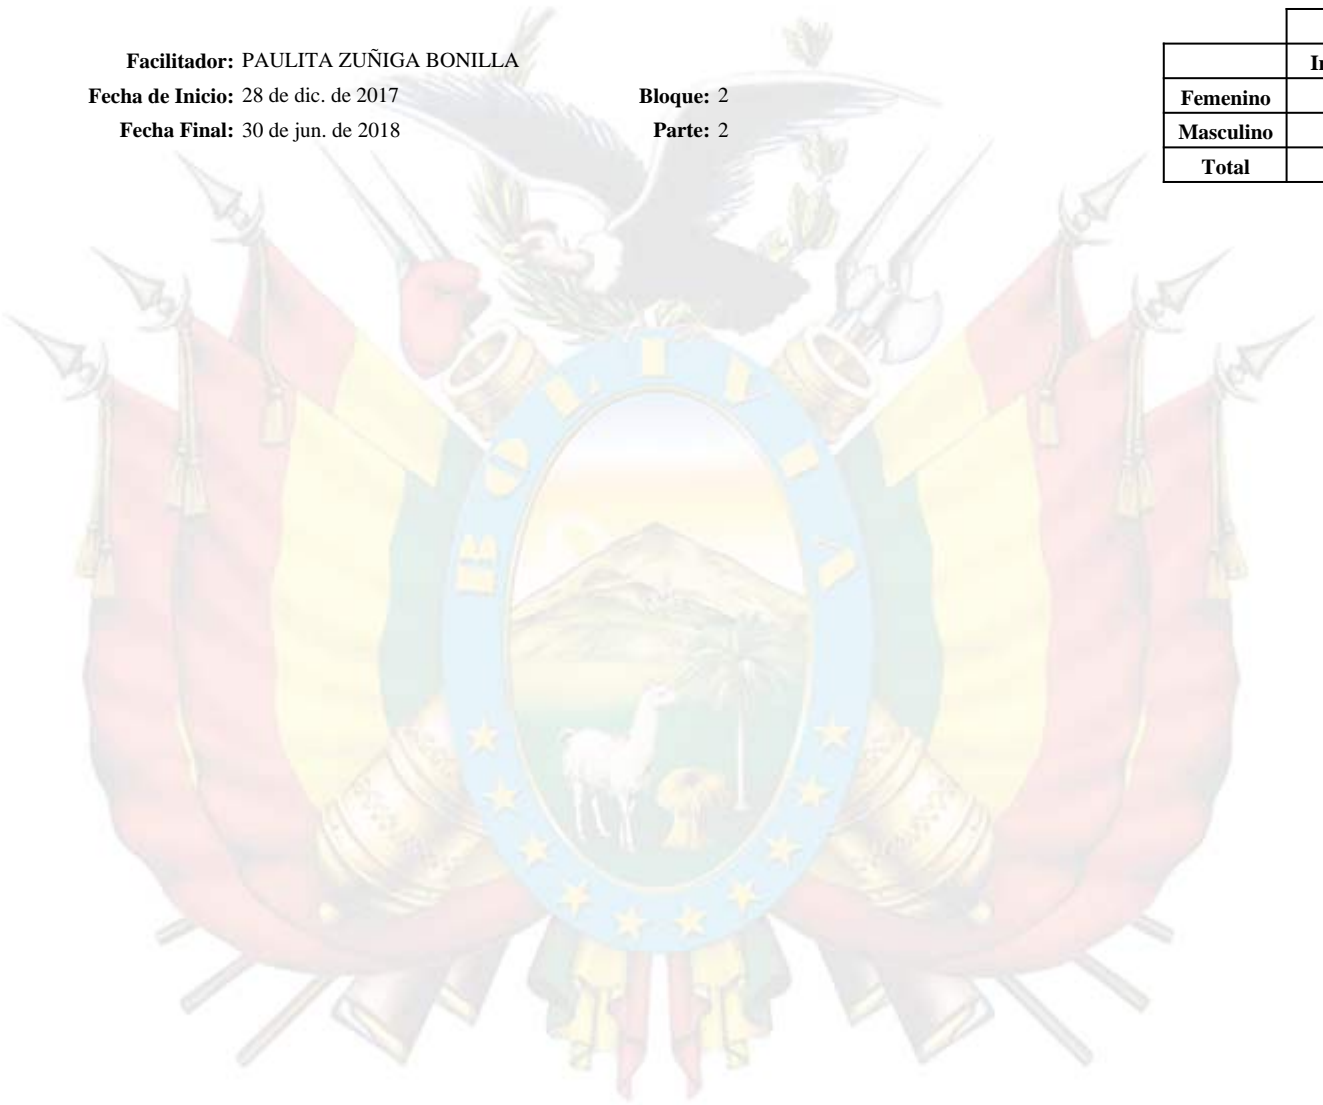 Facilitador: PAULITA ZUÑIGA BONILLA
Fecha de Inicio: 28 de dic. de 2017 Bloque: 2
Fecha Final: 30 de jun. de 2018 Parte: 2
Femenino
Masculino
Total
BOLIVIA